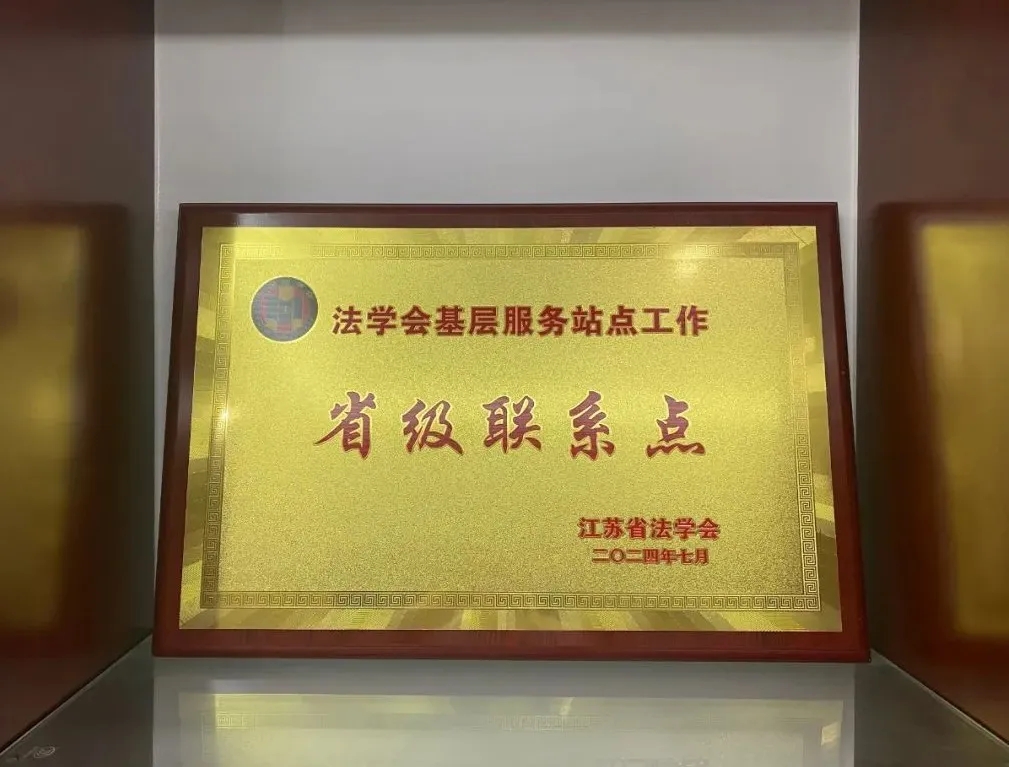 法学会基层服务站点工作
省级联系点
江苏省法学会
二〇二四年七月